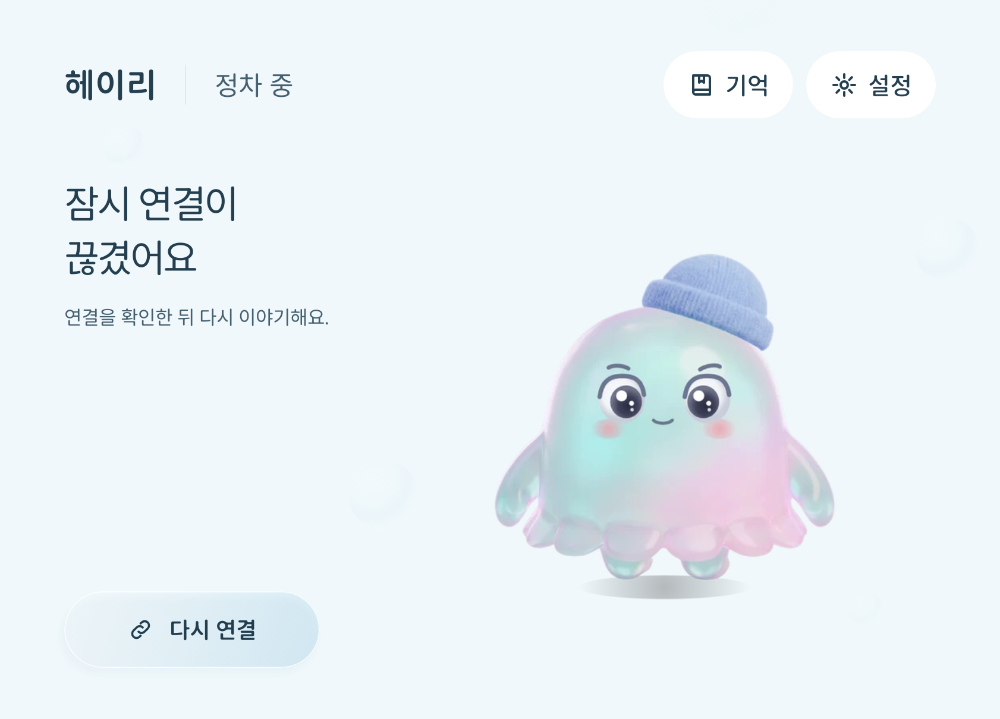 헤이리 정차 중 기억 설정
잠시 연결이
끊겼어요
연결을 확인한 뒤 다시 이야기해요.
다시 연결